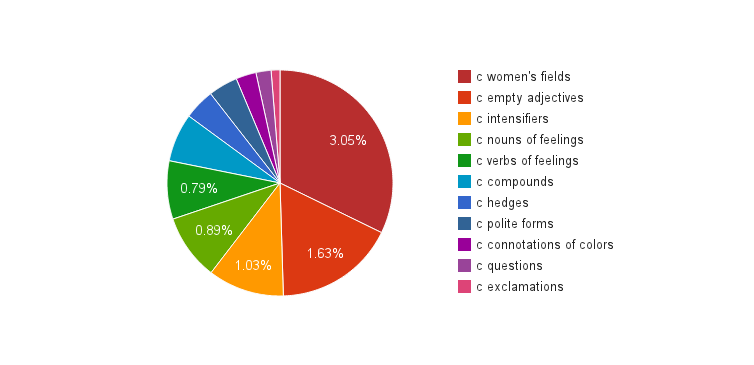 3.05%
1.63%
1.03%
0.89%
0.79%
c women's fields
c empty adjectives
c intensifiers
c nouns of feelings
c verbs of feelings
c compounds
c hedges
c polite forms
c connotations of colors
c questions
c exclamations